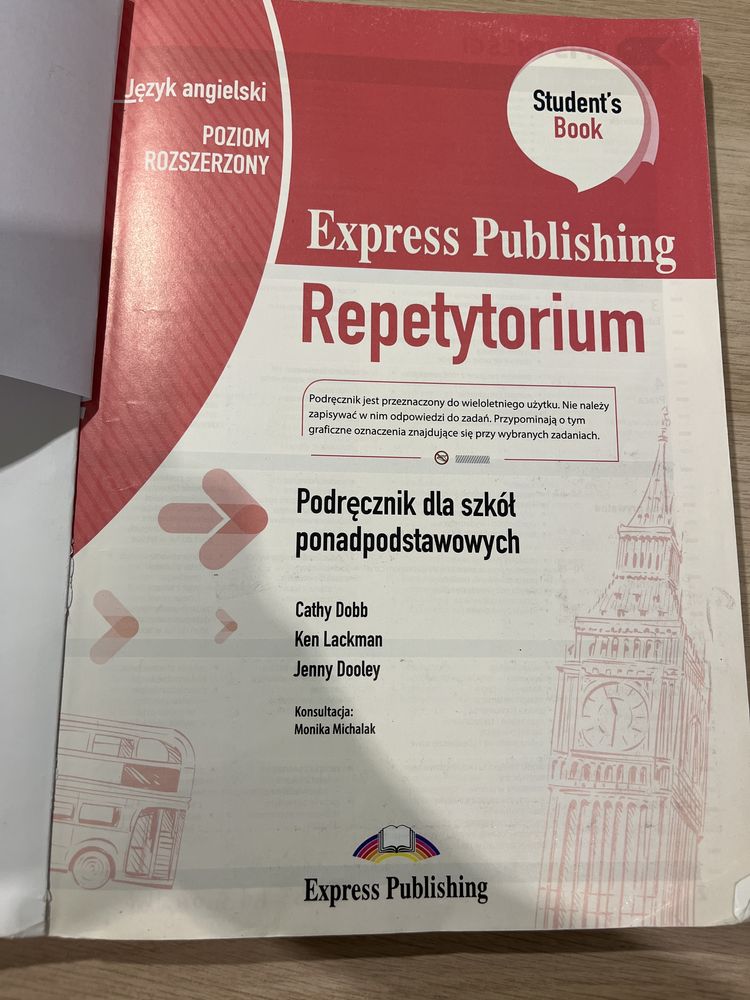 Język angielski
POZIOM
ROZSZERZONY
Student's
Book
Express Publishing
Repetytorium
Podręcznik jest przeznaczony do wieloletniego użytku. Nie należy
zapisywać w nim odpowiedzi do zadań. Przypominają o tym
graficzne oznaczenia znajdujące się przy wybranych zadaniach.
Podręcznik dla szkół
ponadpodstawowych
Cathy Dobb
Ken Lackman
Jenny Dooley
Konsultacja:
Monika Michalak
Express Publishing